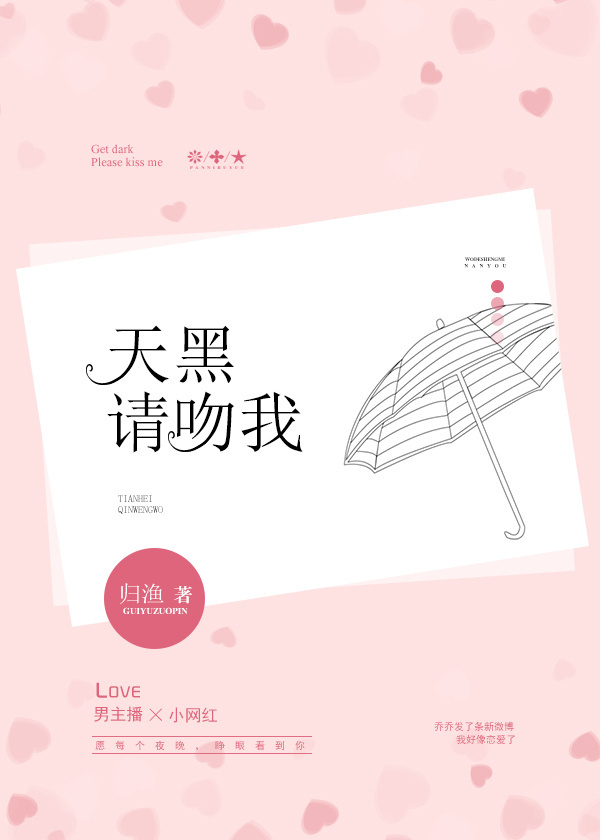 Get dark
Please kiss me
WODESHENGMI
NANYOU
天黑
请吻我
TIANHEI
QINWENGWO
归渔 著
GUIYUZUOPIN
LOVE
男主播 × 小网红
愿每个夜晚，睁眼看到你
乔乔发了条新微博
我好像恋爱了